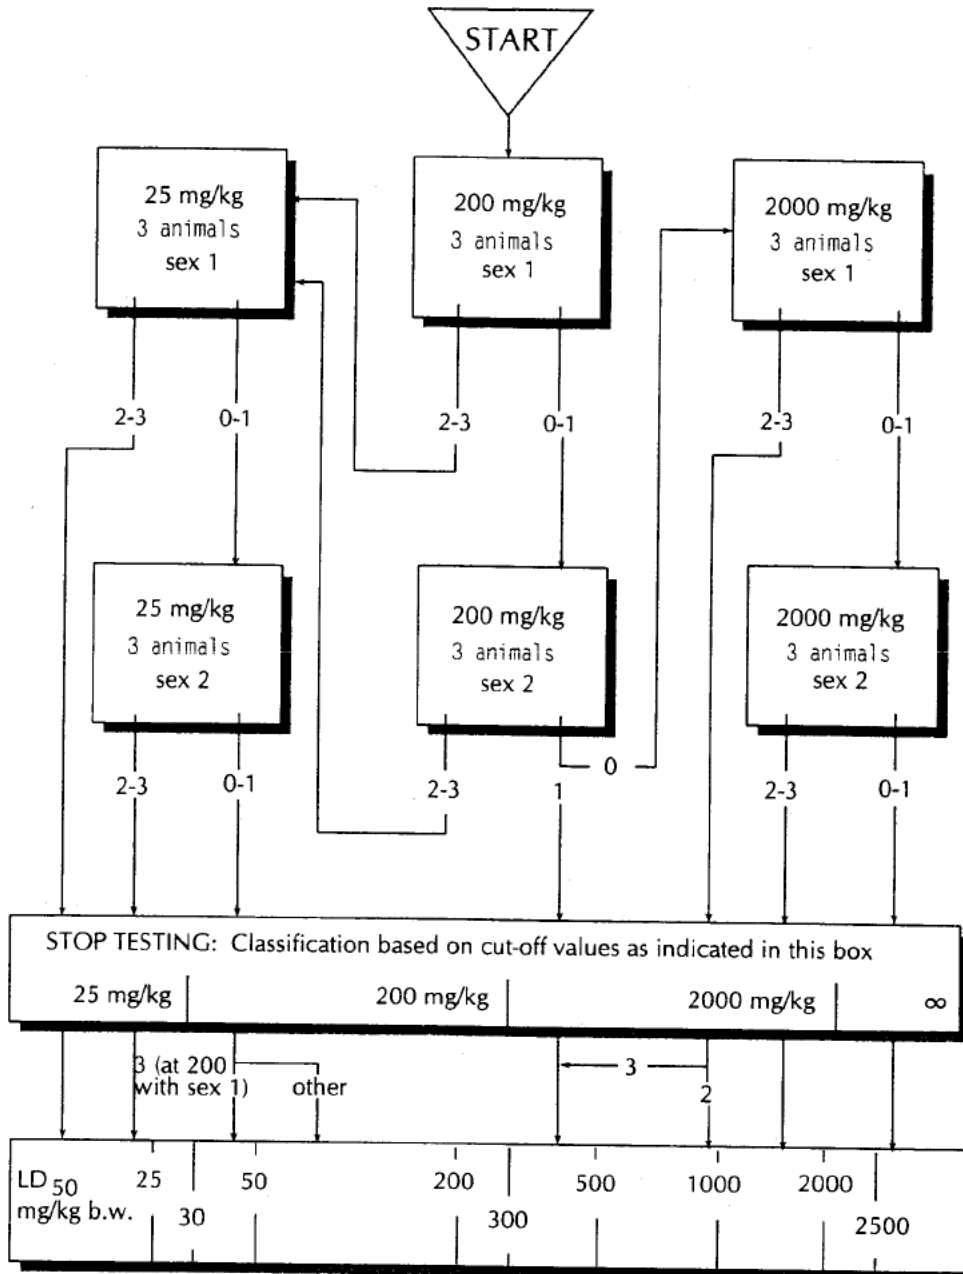 START
25 mg/kg
3 animals
sex 1
200 mg/kg
3 animals
sex 1
2000 mg/kg
3 animals
sex 1
2-3
0-1
2-3
0-1
2-3
0-1
25 mg/kg
3 animals
sex 2
200 mg/kg
3 animals
sex 2
2000 mg/kg
3 animals
sex 2
2-3
0-1
2-3
1
0
2-3
0-1
STOP TESTING: Classification based on cut-off values as indicated in this box
25 mg/kg
200 mg/kg
2000 mg/kg
∞
3 (at 200
with sex 1)
other
3
2
LD50
mg/kg b.w.
25
30
50
200
300
500
1000
2000
2500